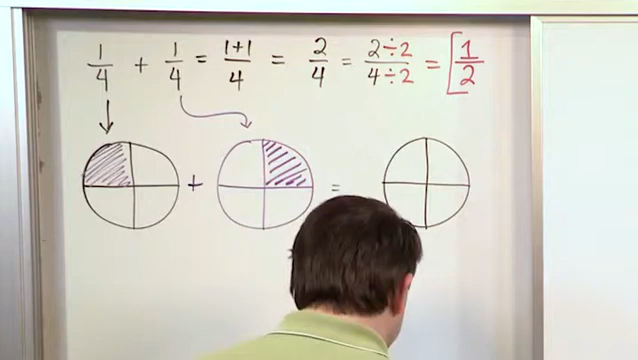 1/4 + 1/4 = 1+1/4 = 2/4 = 2÷2/4÷2 = [1/2
+ =